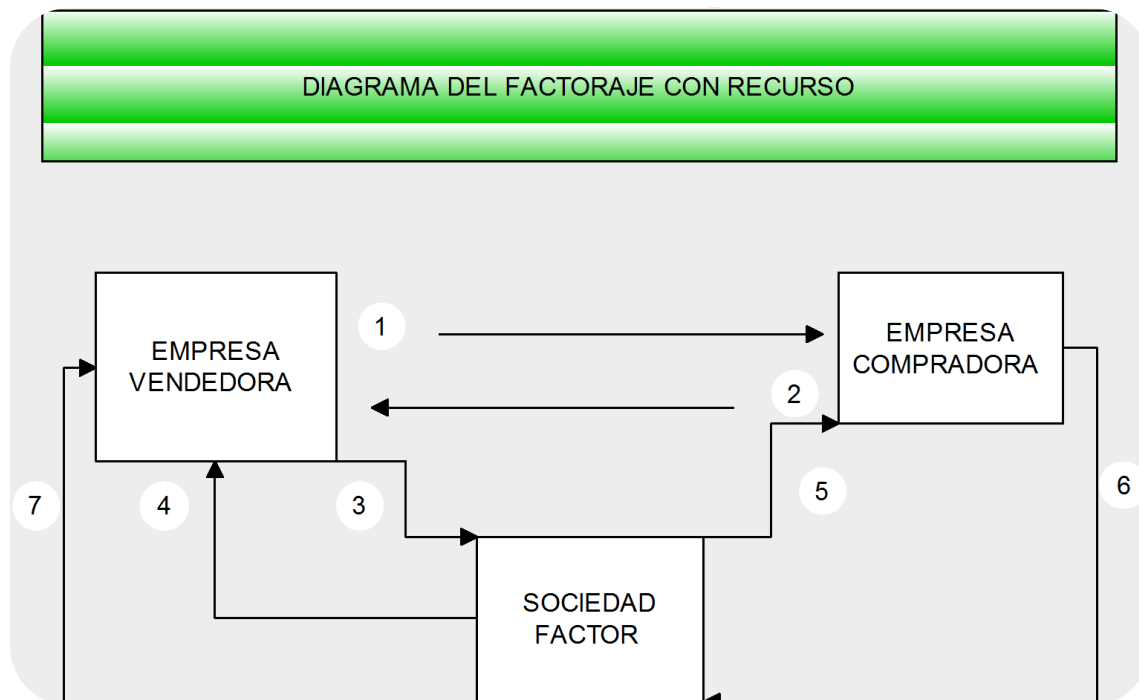 DIAGRAMA DEL FACTORAJE CON RECURSO
EMPRESA
VENDEDORA
1
EMPRESA
COMPRADORA
2
7
4
3
5
6
SOCIEDAD
FACTOR